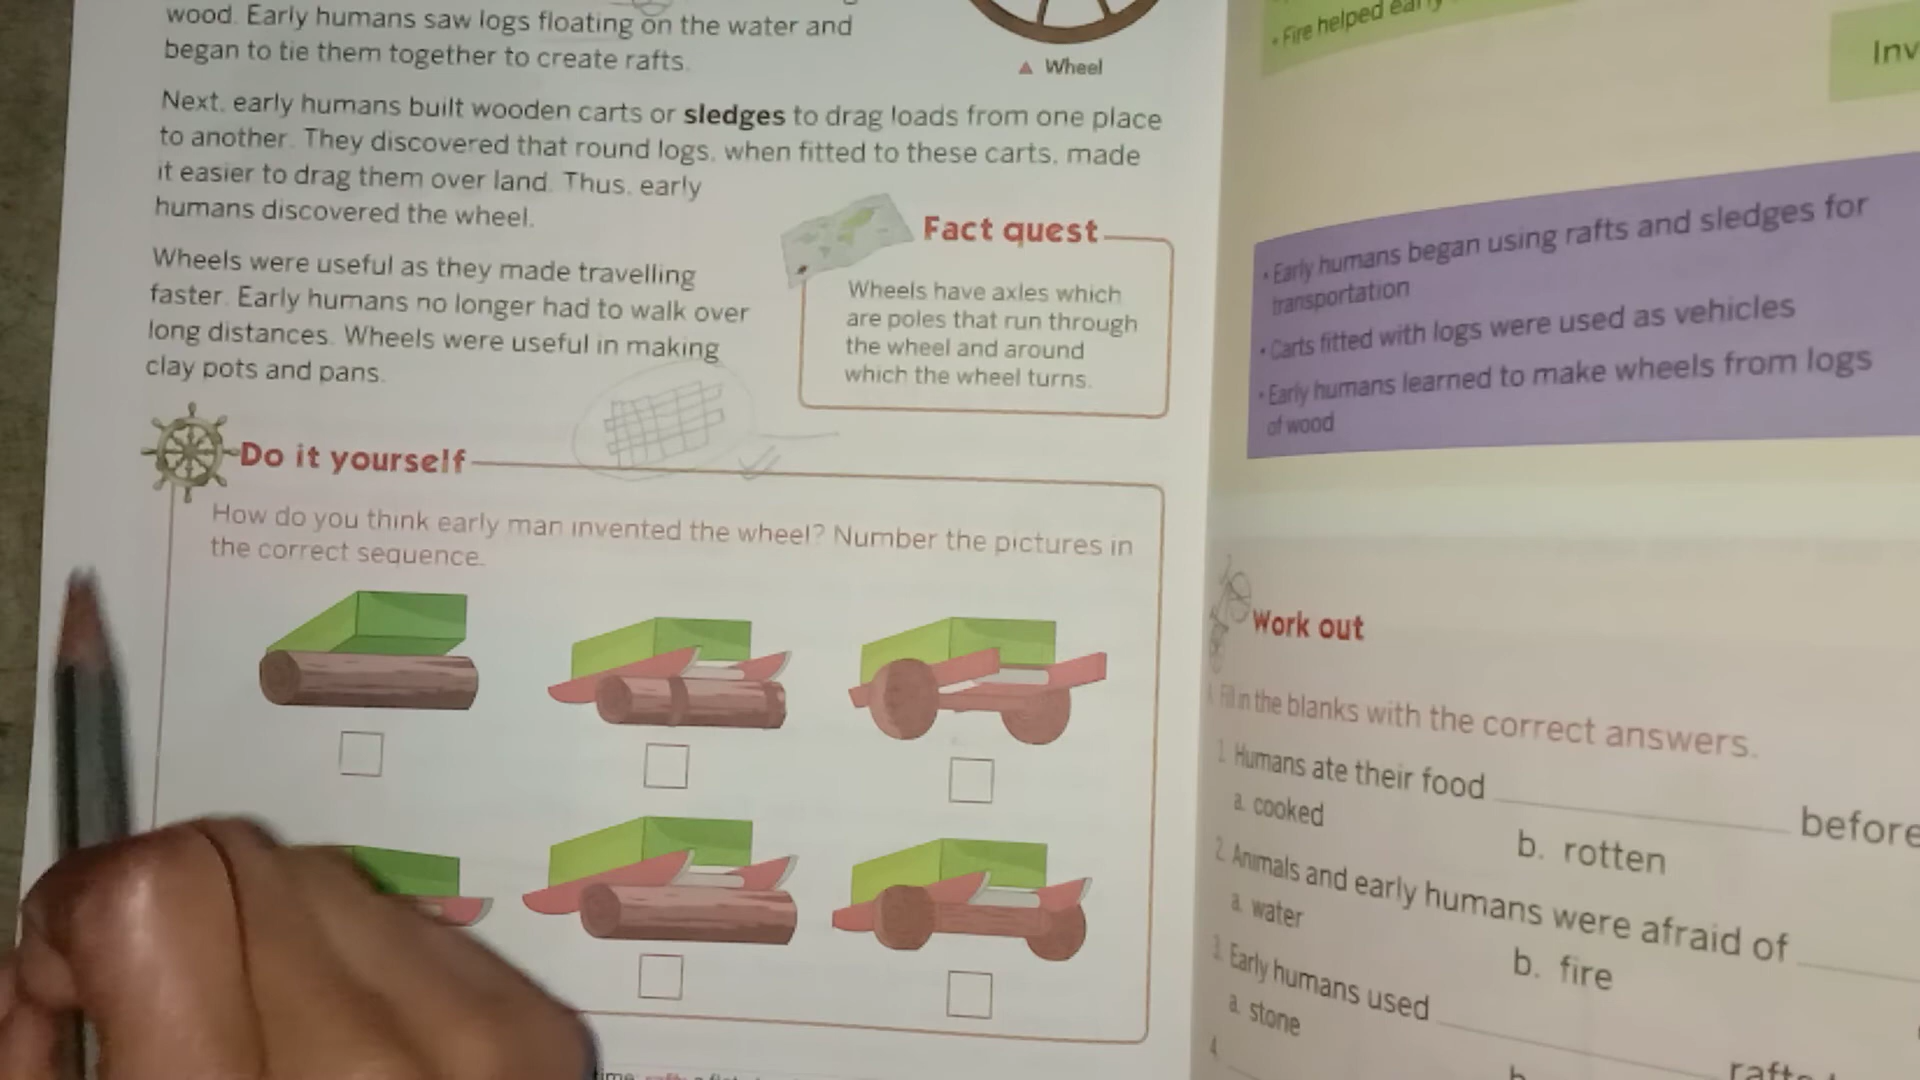 wood. Early humans saw logs floating on the water and
began to tie them together to create rafts.
▲ Wheel
Next, early humans built wooden carts or sledges to drag loads from one place
to another. They discovered that round logs, when fitted to these carts, made
it easier to drag them over land. Thus, early
humans discovered the wheel.
Wheels were useful as they made travelling
faster. Early humans no longer had to walk over
long distances. Wheels were useful in making
clay pots and pans.
Fact quest
Wheels have axles which
are poles that run through
the wheel and around
which the wheel turns.
Do it yourself
How do you think early man invented the wheel? Number the pictures in
the correct sequence.
• Fire helped
Inv
• Early humans began using rafts and sledges for
transportation
• Carts fitted with logs were used as vehicles
• Early humans learned to make wheels from logs
of wood
Work out
Fill in the blanks with the correct answers.
1. Humans ate their food ________ before
a. cooked b. rotten
2. Animals and early humans were afraid of ________
a. water b. fire
3. Early humans used ________
a. stone
4.